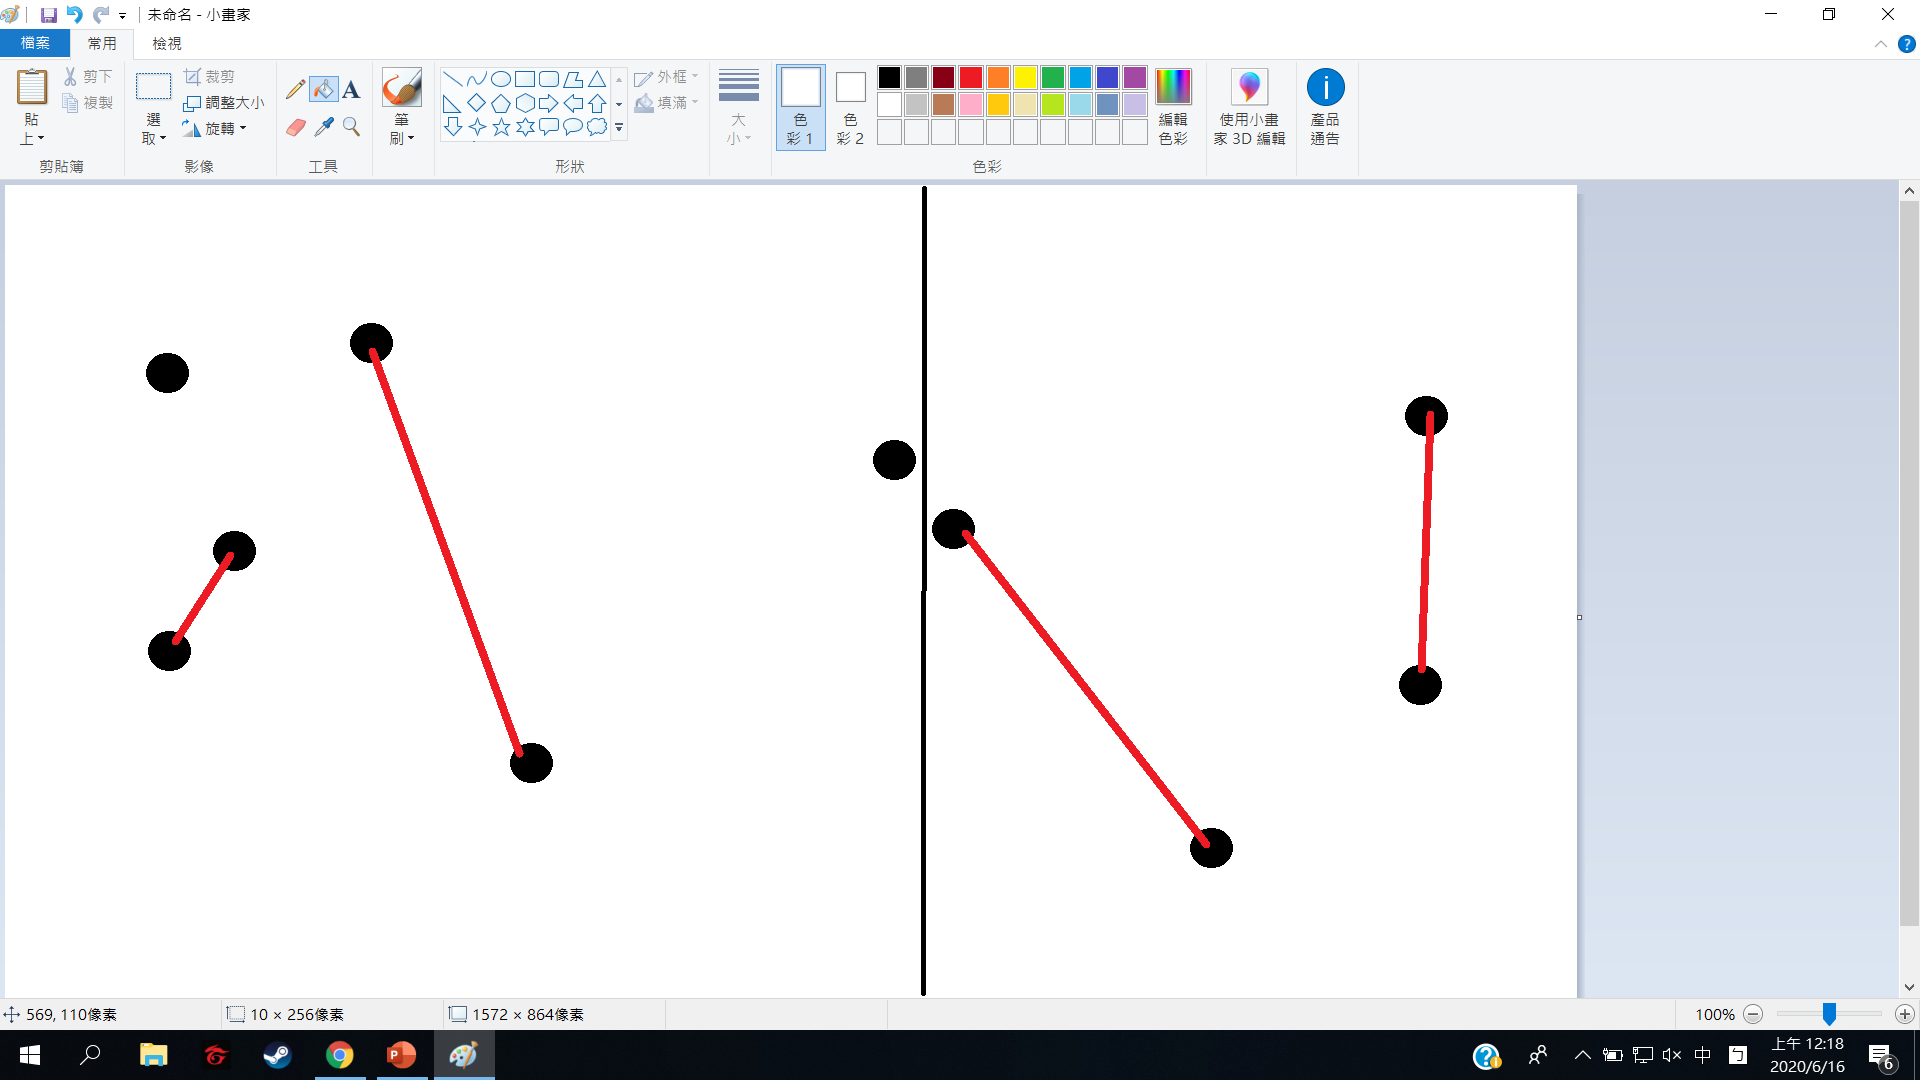 未命名 - 小畫家
檔案 常用 檢視
貼上
剪下
複製
剪貼簿
選取
裁剪
調整大小
旋轉
影像
A
工具
筆刷
外框
填滿
形狀
大小
色彩 1
色彩 2
編輯色彩
色彩
使用小畫家 3D 編輯
產品通告
569, 110像素
10 × 256像素
1572 × 864像素
100%
中
ㄅ
上午 12:18
2020/6/16
6